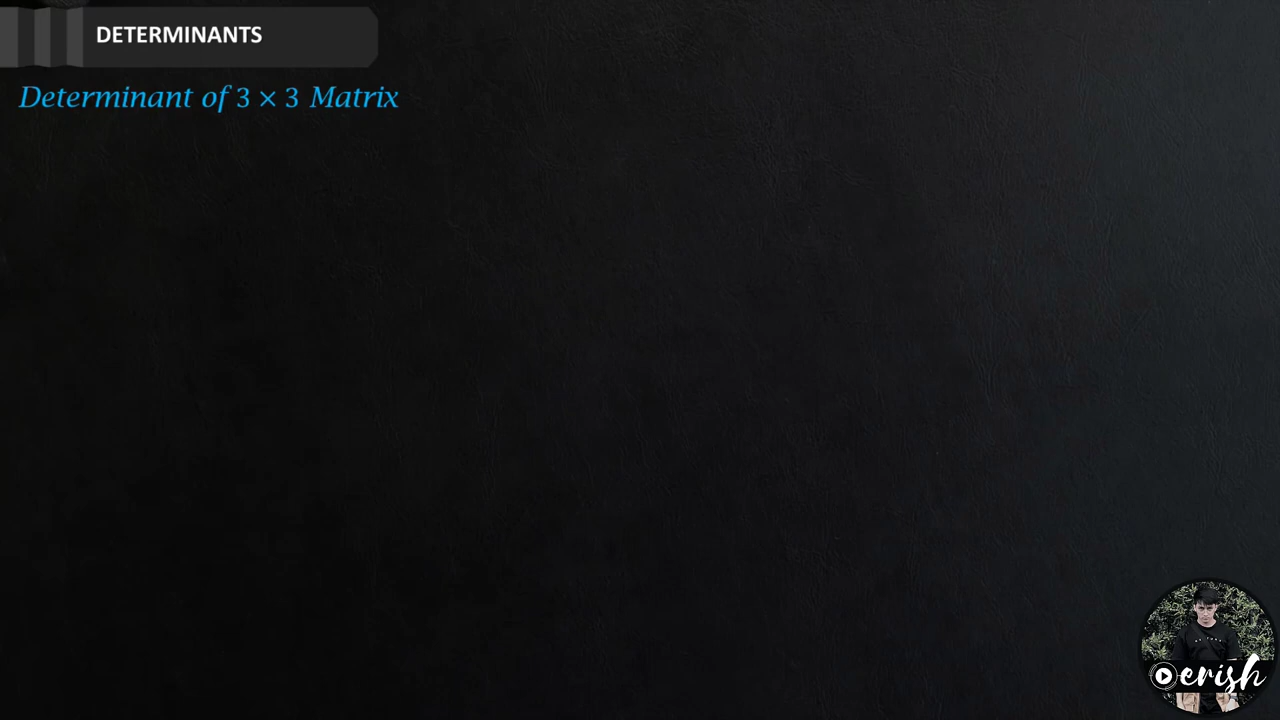 DETERMINANTS
Determinant of 3 × 3 Matrix
erish